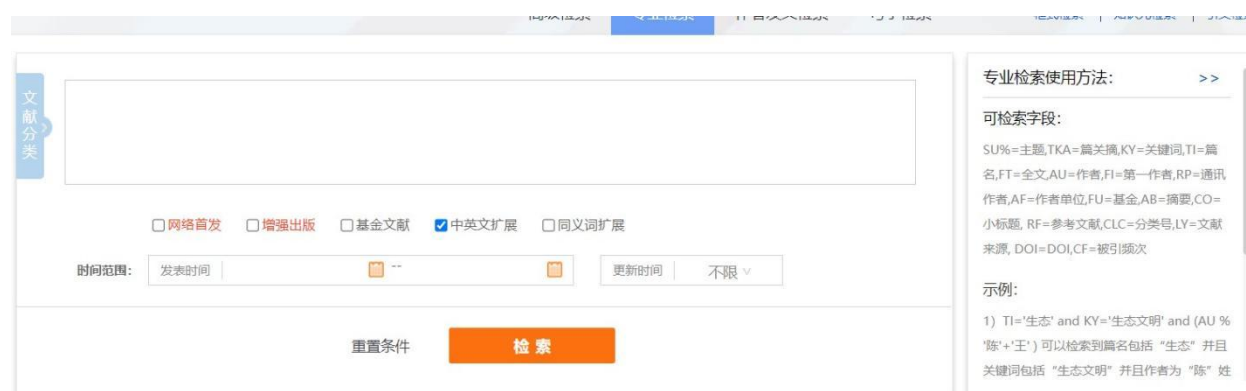 专业检索
文献分类
网络首发 增强出版 基金文献 中英文扩展 同义词扩展
时间范围: 发表时间 -- 更新时间 不限
重置条件 检 索
专业检索使用方法: >>
可检索字段:
SU%=主题,TKA=篇关摘,KY=关键词,TI=篇
名,FT=全文,AU=作者,FI=第一作者,RP=通讯
作者,AF=作者单位,FU=基金,AB=摘要,CO=
小标题, RF=参考文献,CLC=分类号,LY=文献
来源, DOI=DOI,CF=被引频次
示例:
1) TI='生态' and KY='生态文明' and (AU %
'陈'+'王' ) 可以检索到篇名包括 “生态” 并且
关键词包括 “生态文明” 并且作者为 “陈” 姓